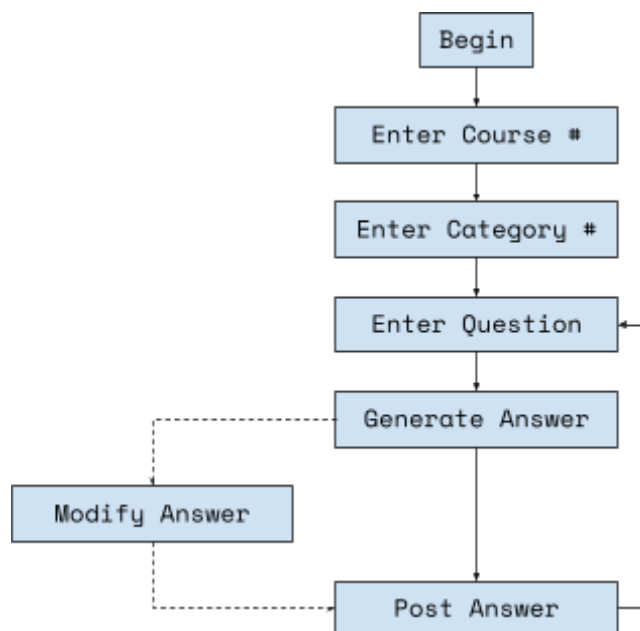 Begin
Enter Course #
Enter Category #
Enter Question
Generate Answer
Modify Answer
Post Answer